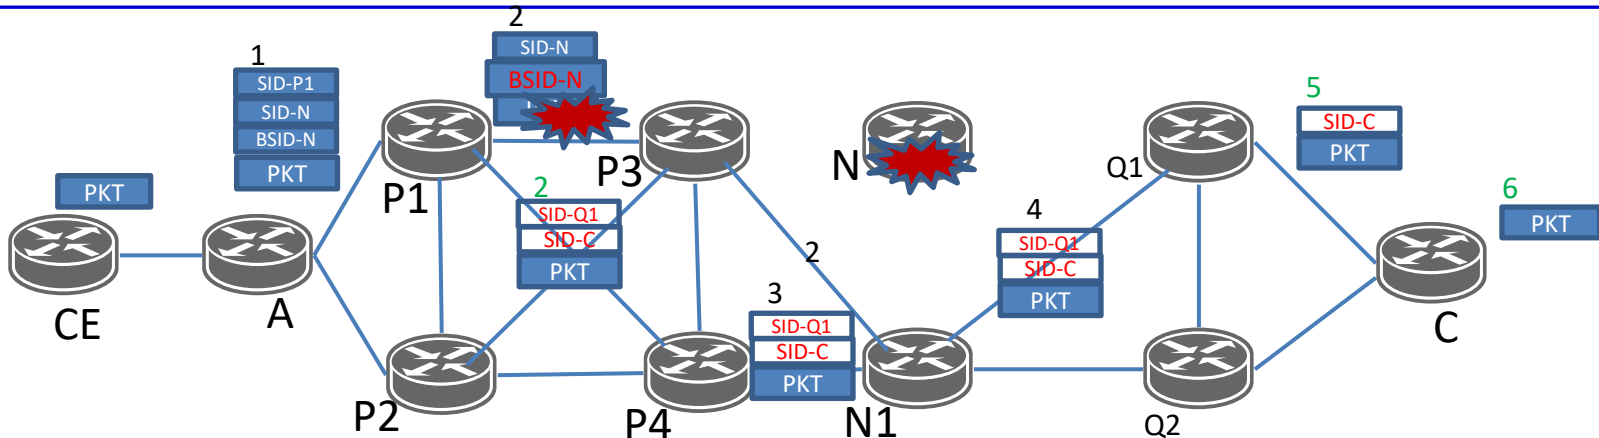 2
SID-N
BSID-N
1
SID-P1
SID-N
BSID-N
PKT
5
SID-C
PKT
P3
N
Q1
PKT
P1
2
SID-Q1
SID-C
PKT
6
PKT
4
SID-Q1
SID-C
PKT
2
3
SID-Q1
SID-C
PKT
CE
A
C
P2
P4
N1
Q2